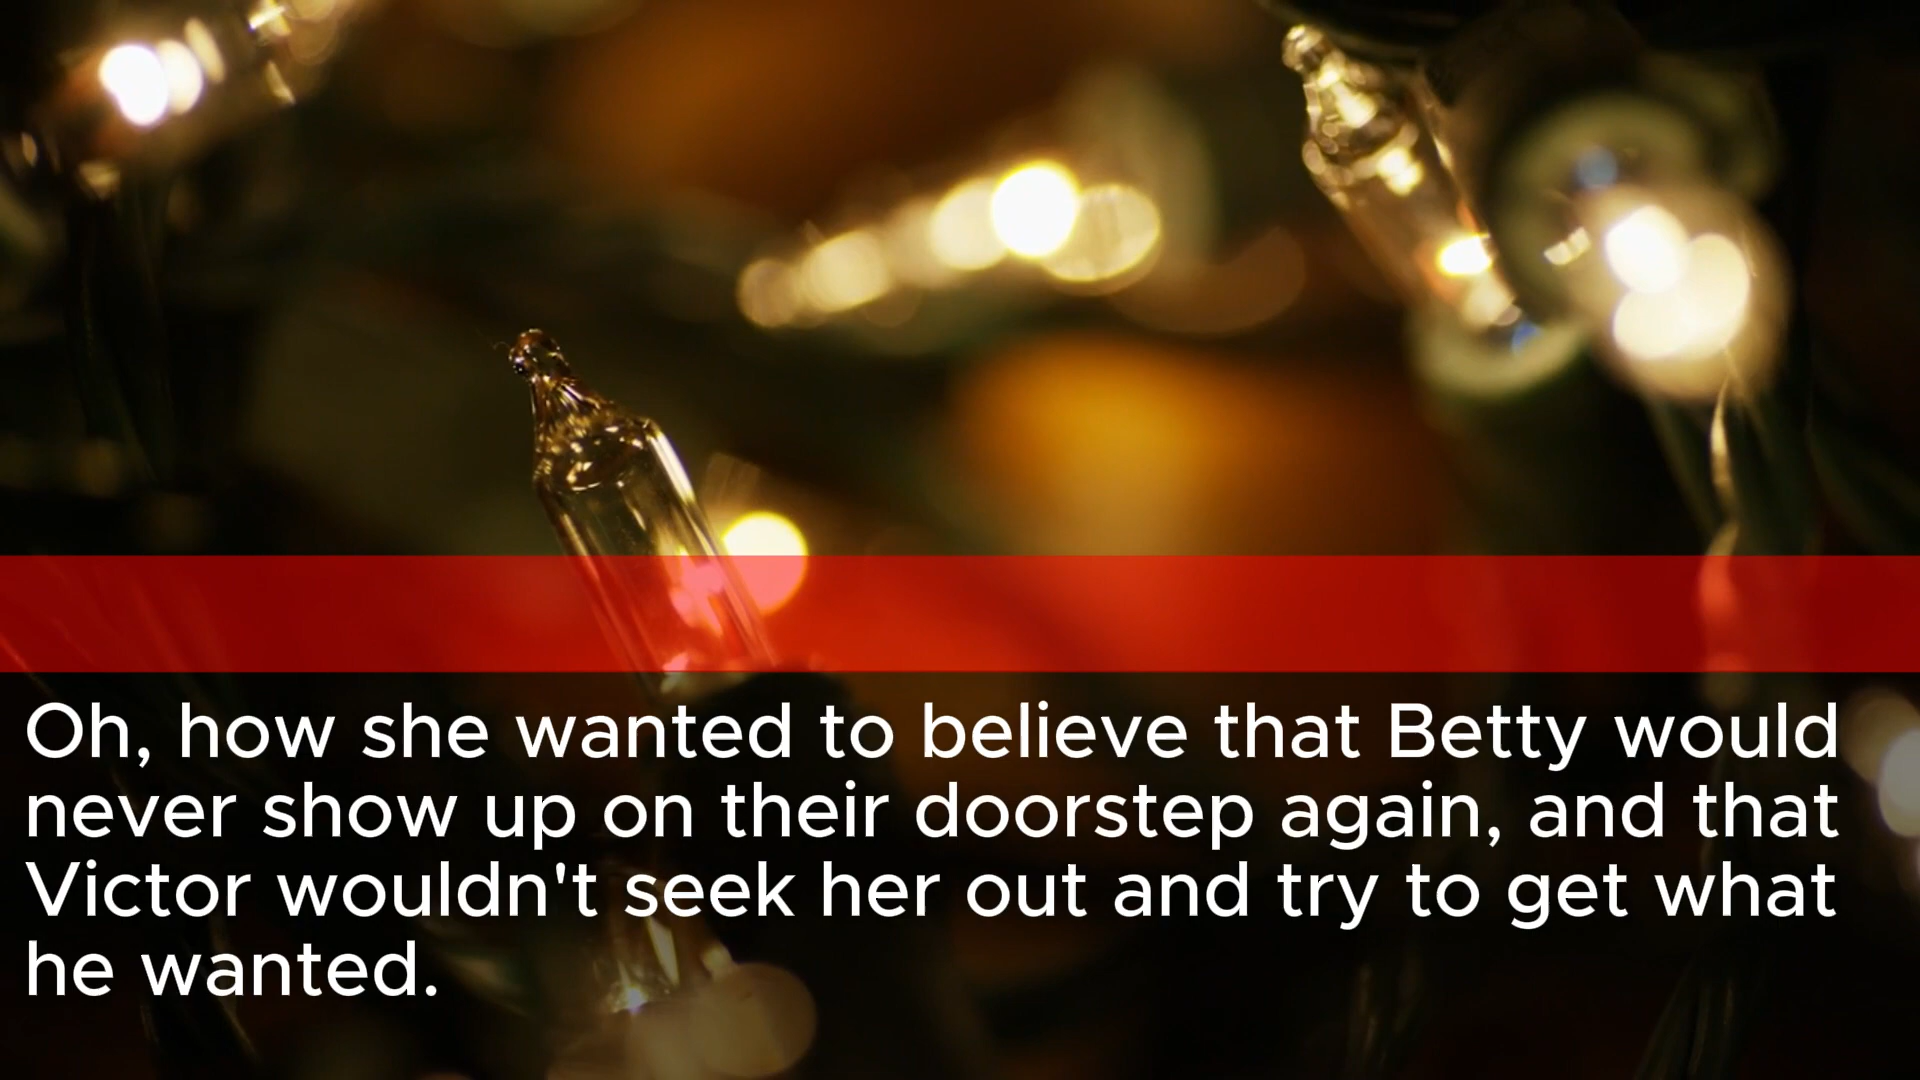 Oh, how she wanted to believe that Betty would
never show up on their doorstep again, and that
Victor wouldn't seek her out and try to get what
he wanted.